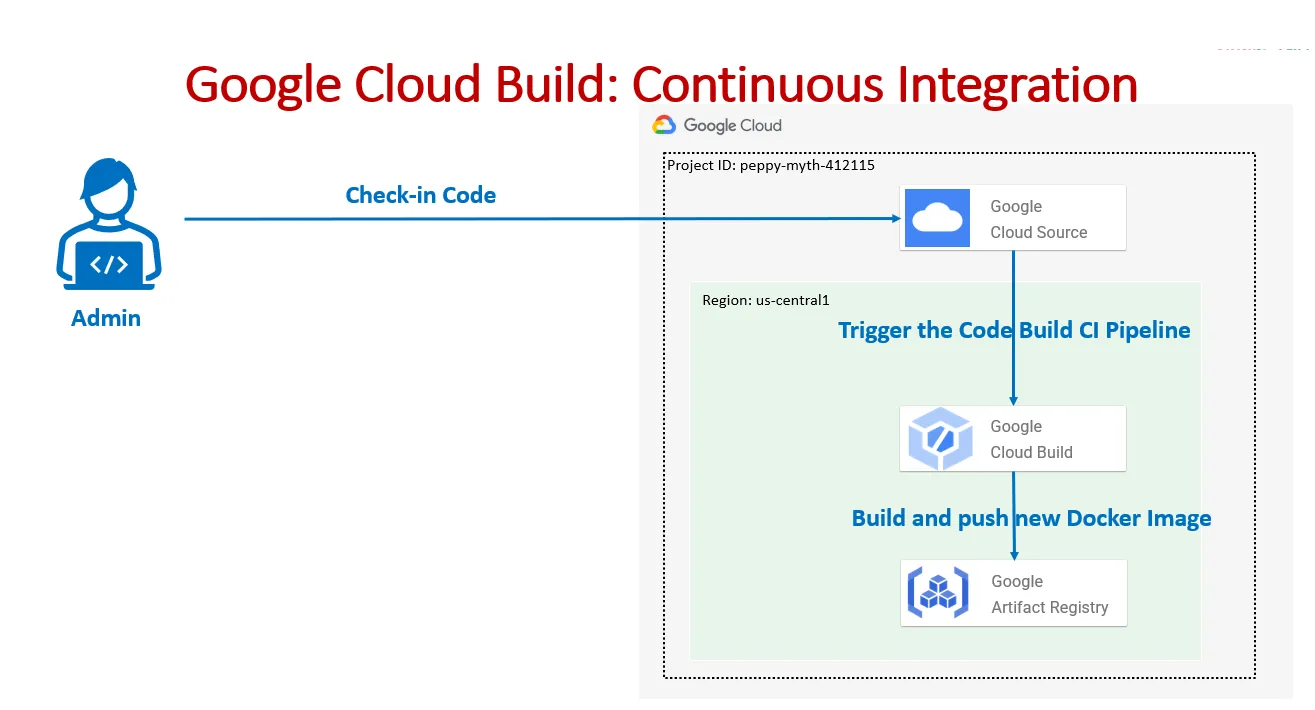 Google Cloud Build: Continuous Integration
Google Cloud
Project ID: peppy-myth-412115
Check-in Code
Google
Cloud Source
</>
Admin
Region: us-central1
Trigger the Code Build CI Pipeline
Google
Cloud Build
Build and push new Docker Image
Google
Artifact Registry